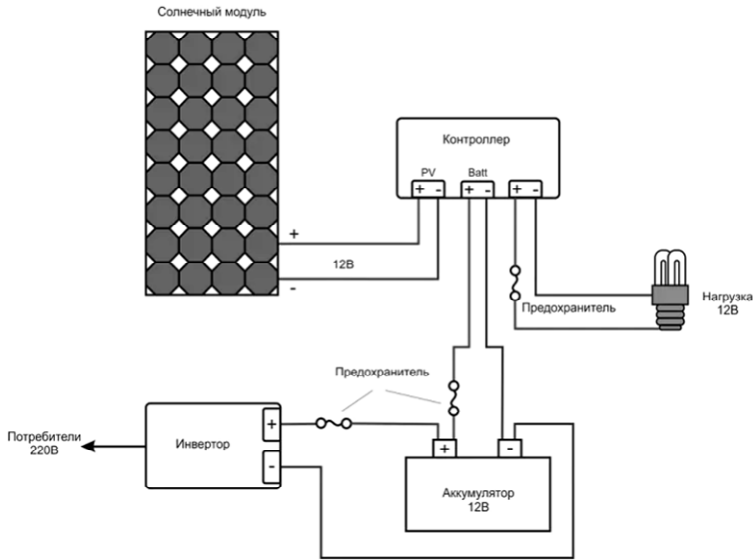 Солнечный модуль
Контроллер
PV Batt
+ - + - + -
+
12В
-
Предохранитель
Нагрузка
12В
Предохранитель
Потребители
220В
Инвертор
+
-
+ -
Аккумулятор
12В